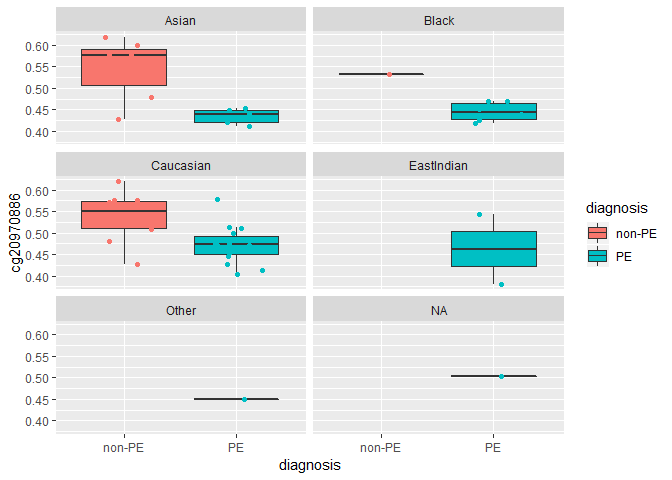 Asian
Black
0.60
0.55
0.50
0.45
0.40
Caucasian
EastIndian
0.60
0.55
0.50
0.45
0.40
Other
NA
0.60
0.55
0.50
0.45
0.40
non-PE
PE
non-PE
PE
diagnosis
cg20970886
diagnosis
non-PE
PE